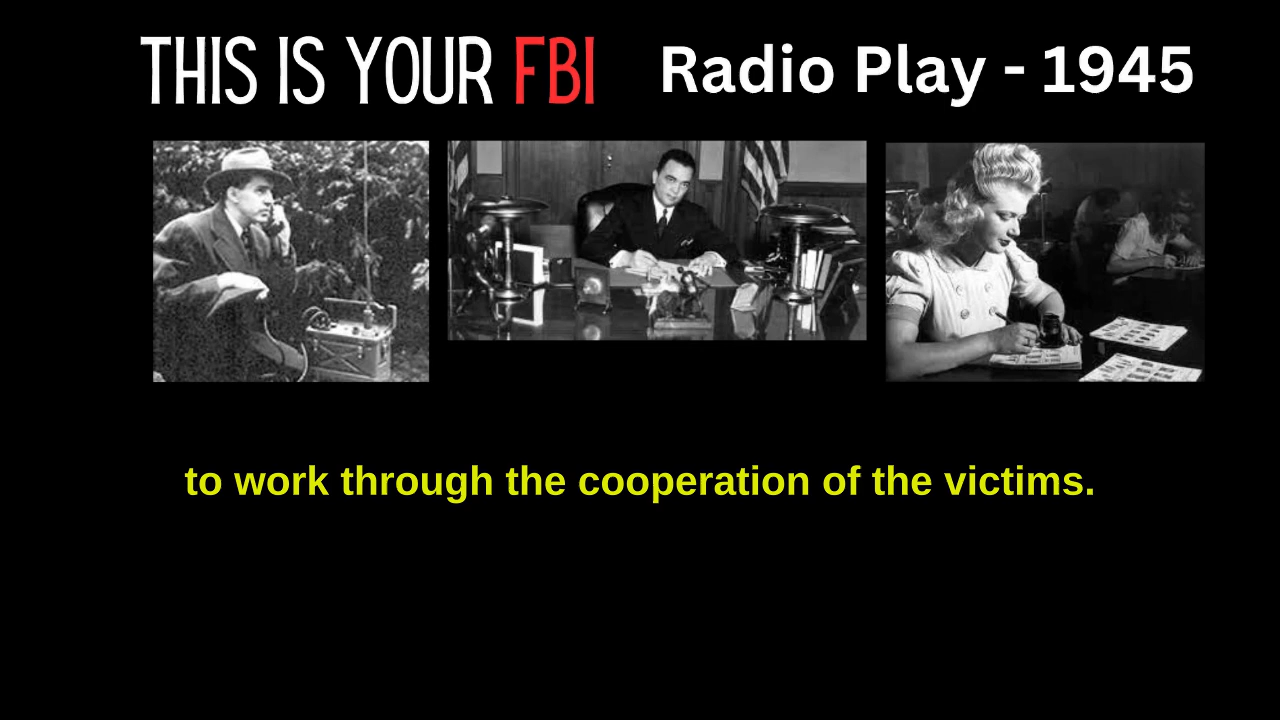 THIS IS YOUR FBI Radio Play - 1945
to work through the cooperation of the victims.